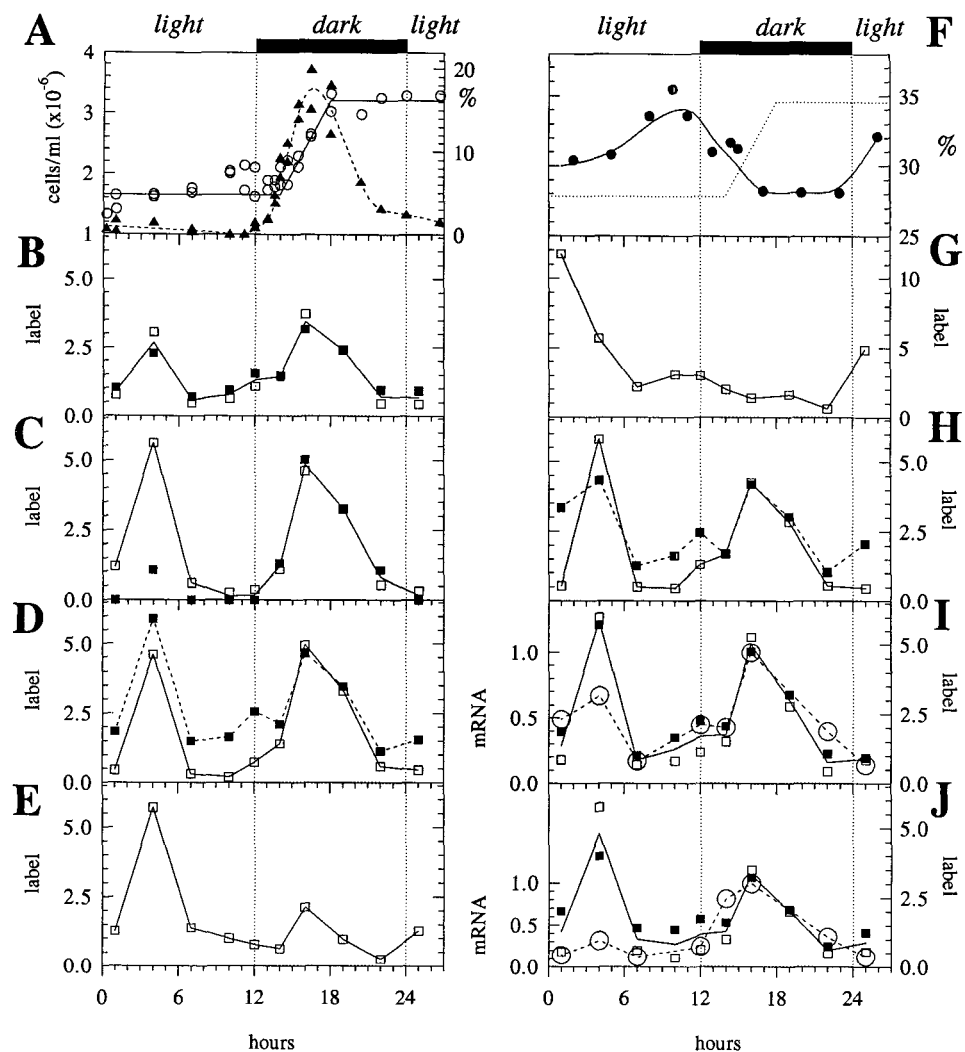 light dark light light dark light
A F
cells/ml (x10-6)
4
3
2
1
20
%
10
0
%
35
30
25
B G
label
5.0
2.5
0.0
label
10
5
0
C H
label
5.0
2.5
0.0
label
5.0
2.5
0.0
D I
label
5.0
2.5
0.0
mRNA
1.0
0.5
0.0
label
5.0
2.5
0.0
E J
label
5.0
2.5
0.0
mRNA
1.0
0.5
0.0
label
5.0
2.5
0.0
0 6 12 18 24 0 6 12 18 24
hours hours